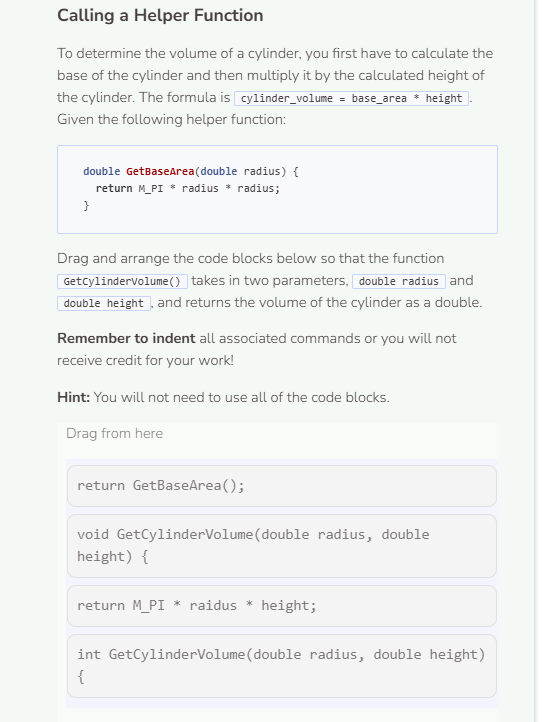 Calling a Helper Function
To determine the volume of a cylinder, you first have to calculate the
base of the cylinder and then multiply it by the calculated height of
the cylinder. The formula is cylinder_volume = base_area * height .
Given the following helper function:
double GetBaseArea(double radius) {
  return M_PI * radius * radius;
}
Drag and arrange the code blocks below so that the function
GetCylinderVolume() takes in two parameters, double radius and
double height , and returns the volume of the cylinder as a double.
Remember to indent all associated commands or you will not
receive credit for your work!
Hint: You will not need to use all of the code blocks.
Drag from here
return GetBaseArea();
void GetCylinderVolume(double radius, double
height) {
return M_PI * raidus * height;
int GetCylinderVolume(double radius, double height)
{